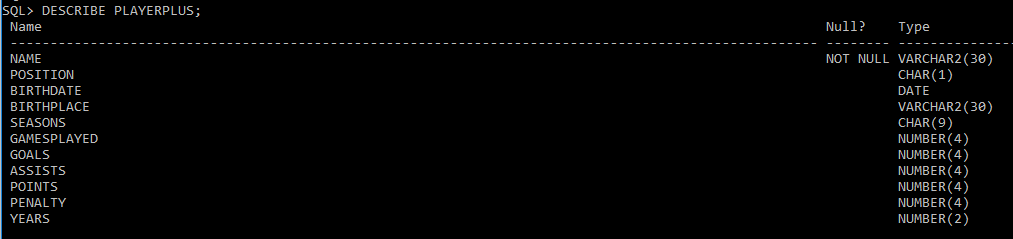 SQL> DESCRIBE PLAYERPLUS;
Name Null? Type
----------------------------------------------------------------------------------------------------- -------- ---------------
NAME NOT NULL VARCHAR2(30)
POSITION CHAR(1)
BIRTHDATE DATE
BIRTHPLACE VARCHAR2(30)
SEASONS CHAR(9)
GAMESPLAYED NUMBER(4)
GOALS NUMBER(4)
ASSISTS NUMBER(4)
POINTS NUMBER(4)
PENALTY NUMBER(4)
YEARS NUMBER(2)